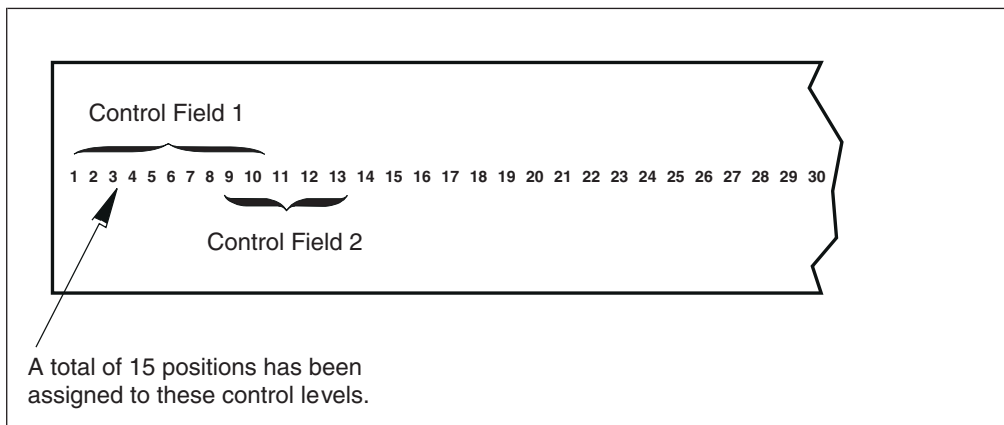 Control Field 1
1 2 3 4 5 6 7 8 9 10 11 12 13 14 15 16 17 18 19 20 21 22 23 24 25 26 27 28 29 30
Control Field 2
A total of 15 positions has been
assigned to these control levels.